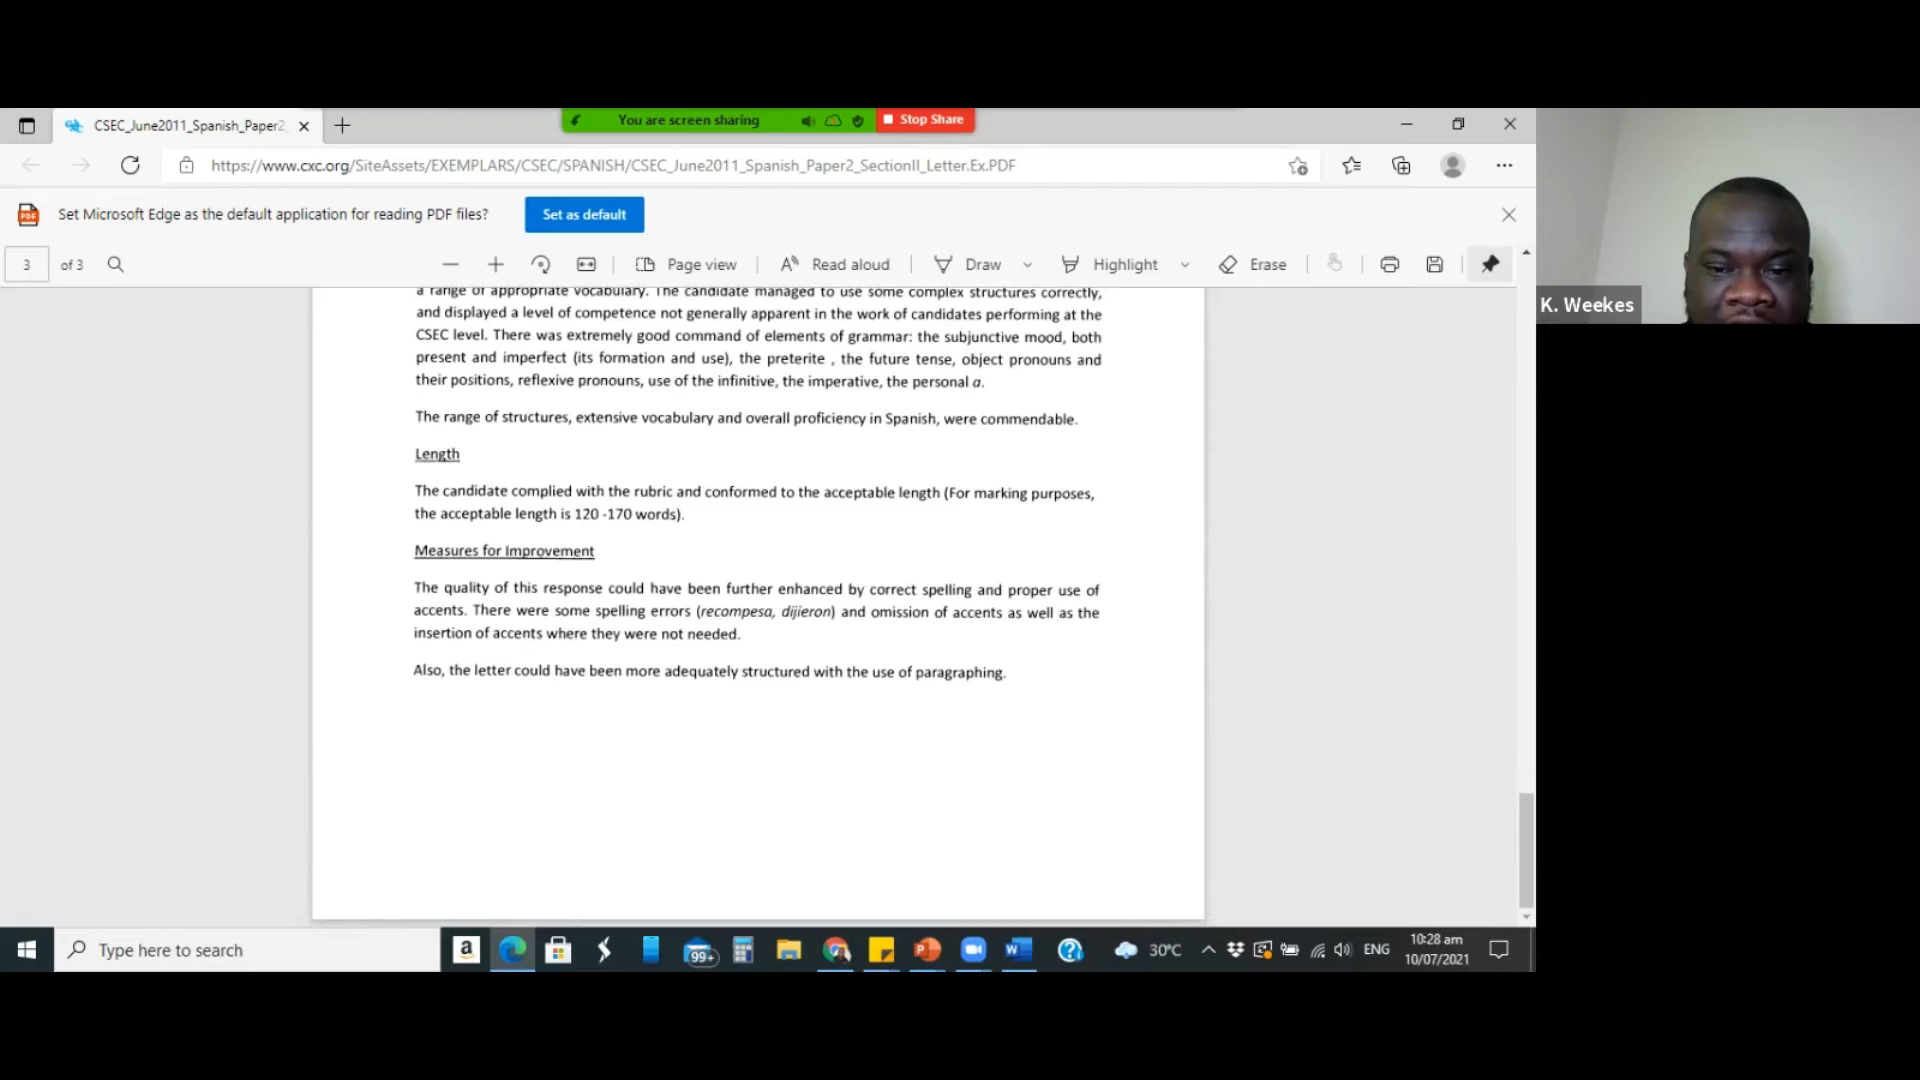 CSEC_June2011_Spanish_Paper2_
You are screen sharing
Stop Share
https://www.cxc.org/SiteAssets/EXEMPLARS/CSEC/SPANISH/CSEC_June2011_Spanish_Paper2_SectionII_Letter.Ex.PDF
PDF
Set Microsoft Edge as the default application for reading PDF files?
Set as default
3 of 3
Page view
Read aloud
Draw
Highlight
Erase
a range of appropriate vocabulary. The candidate managed to use some complex structures correctly,
and displayed a level of competence not generally apparent in the work of candidates performing at the
CSEC level. There was extremely good command of elements of grammar: the subjunctive mood, both
present and imperfect (its formation and use), the preterite , the future tense, object pronouns and
their positions, reflexive pronouns, use of the infinitive, the imperative, the personal a.
The range of structures, extensive vocabulary and overall proficiency in Spanish, were commendable.
Length
The candidate complied with the rubric and conformed to the acceptable length (For marking purposes,
the acceptable length is 120 -170 words).
Measures for Improvement
The quality of this response could have been further enhanced by correct spelling and proper use of
accents. There were some spelling errors (recompesa, dijieron) and omission of accents as well as the
insertion of accents where they were not needed.
Also, the letter could have been more adequately structured with the use of paragraphing.
K. Weekes
Type here to search
a
99+
P
W
30°C
ENG
10:28 am
10/07/2021